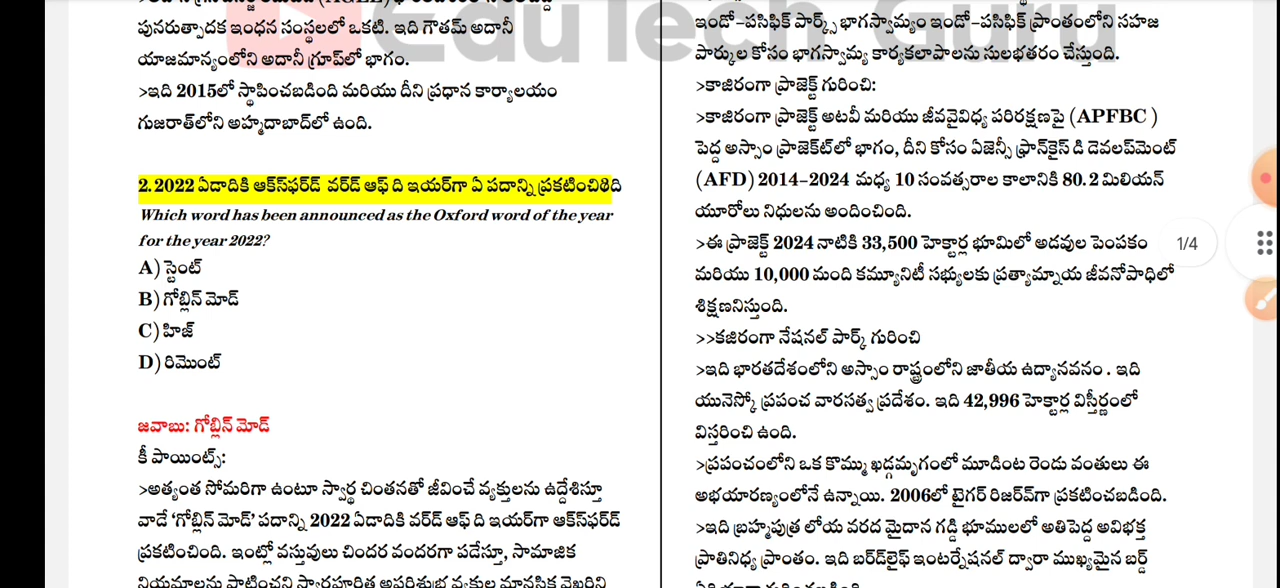 పునరుత్పాదక ఇంధన సంస్థలలో ఒకటి. ఇది గౌతమ్ అదానీ
యాజమాన్యంలోని అదానీ గ్రూప్‌లో భాగం.
>ఇది 2015లో స్థాపించబడింది మరియు దీని ప్రధాన కార్యాలయం
గుజరాత్‌లోని అహ్మదాబాద్‌లో ఉంది.
2. 2022 ఏడాదికి ఆక్స్‌ఫర్డ్ వర్డ్ ఆఫ్ ది ఇయర్‌గా ఏ పదాన్ని
Which word has been announced as the Oxford word of the year
for the year 2022?
A) స్టెంట్
B) గోబ్లిన్ మోడ్
C) హిజ్
D) రిమొంట్
జవాబు: గోబ్లిన్ మోడ్
కీ పాయింట్స్:
>అత్యంత సోమరిగా ఉంటూ స్వార్థ చింతనతో జీవించే వ్యక్తులను ఉద్దేశిస్తూ
వాడే ‘గోబ్లిన్ మోడ్’ పదాన్ని 2022 ఏడాదికి వర్డ్ ఆఫ్ ది ఇయర్‌గా ఆక్స్‌ఫర్డ్
ప్రకటించింది. ఇంట్లో వస్తువులు చిందర వందరగా పడేస్తూ, సామాజిక
EduTech Guru
ఇండో-పసిఫిక్ పార్క్స్ భాగస్వామ్యం ఇండో-పసిఫిక్ ప్రాంతంలోని సహజ
పార్కుల కోసం భాగస్వామ్య కార్యకలాపాలను సులభతరం చేస్తుంది.
>కాజిరంగా ప్రాజెక్ట్ గురించి:
>కాజిరంగా ప్రాజెక్ట్ అటవీ మరియు జీవవైవిధ్య పరిరక్షణపై (APFBC )
పెద్ద అస్సాం ప్రాజెక్ట్‌లో భాగం, దీని కోసం ఏజెన్సీ ఫ్రాన్‌కైస్ డి డెవలప్‌మెంట్
(AFD) 2014-2024 మధ్య 10 సంవత్సరాల కాలానికి 80.2 మిలియన్
యూరోలు నిధులను అందించింది.
>ఈ ప్రాజెక్ట్ 2024 నాటికి 33,500 హెక్టార్ల భూమిలో అడవుల పెంపకం
మరియు 10,000 మంది కమ్యూనిటీ సభ్యులకు ప్రత్యామ్నాయ జీవనోపాధిలో
శిక్షణనిస్తుంది.
>>కజిరంగా నేషనల్ పార్క్ గురించి
>ఇది భారతదేశంలోని అస్సాం రాష్ట్రంలోని జాతీయ ఉద్యానవనం . ఇది
యునెస్కో ప్రపంచ వారసత్వ ప్రదేశం. ఇది 42,996 హెక్టార్ల విస్తీర్ణంలో
విస్తరించి ఉంది.
>ప్రపంచంలోని ఒక కొమ్ము ఖడ్గమృగంలో మూడింట రెండు వంతులు ఈ
అభయారణ్యంలోనే ఉన్నాయి. 2006లో టైగర్ రిజర్వ్‌గా ప్రకటించబడింది.
>ఇది బ్రహ్మపుత్ర లోయ వరద మైదాన గడ్డి భూములలో అతిపెద్ద అవిభక్త
ప్రాతినిధ్య ప్రాంతం. ఇది బర్డ్‌లైఫ్ ఇంటర్నేషనల్ ద్వారా ముఖ్యమైన బర్డ్
1/4